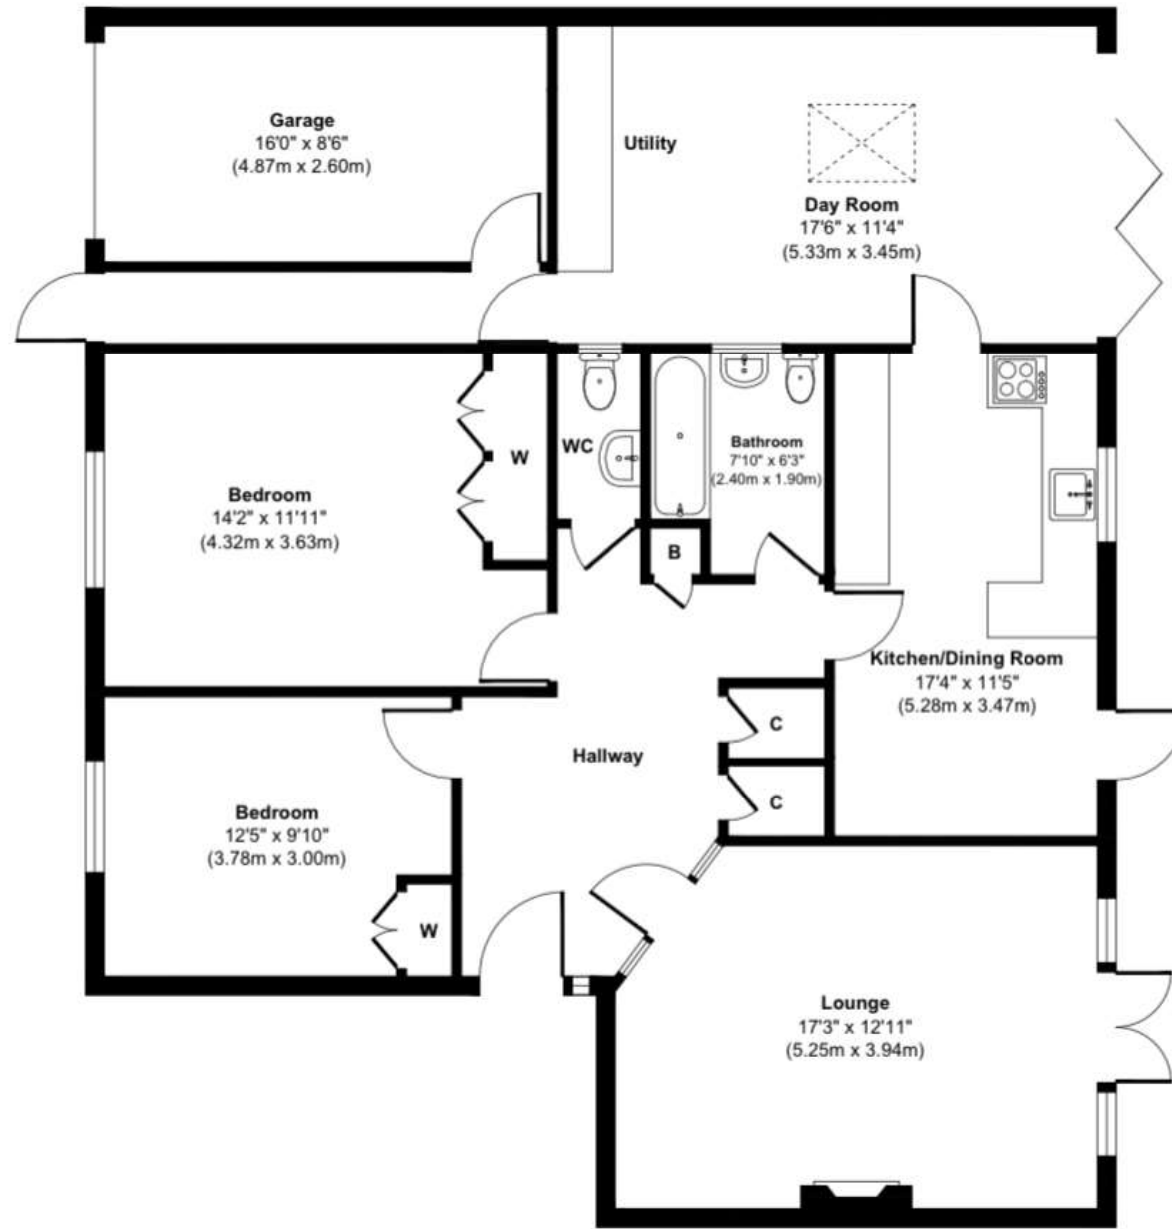 Garage
16'0" x 8'6"
(4.87m x 2.60m)
Utility
Day Room
17'6" x 11'4"
(5.33m x 3.45m)
Bedroom
14'2" x 11'11"
(4.32m x 3.63m)
W
WC
Bathroom
7'10" x 6'3"
(2.40m x 1.90m)
B
Kitchen/Dining Room
17'4" x 11'5"
(5.28m x 3.47m)
C
Hallway
C
Bedroom
12'5" x 9'10"
(3.78m x 3.00m)
W
Lounge
17'3" x 12'11"
(5.25m x 3.94m)